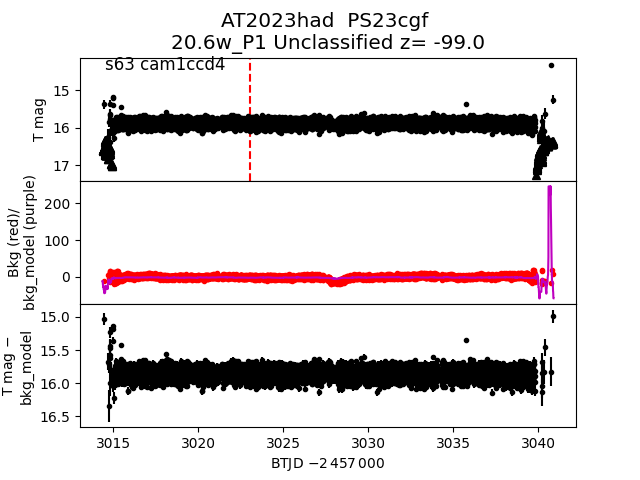 AT2023had  PS23cgf
20.6w_P1 Unclassified z= -99.0
s63 cam1ccd4
T mag
15
16
17
Bkg (red)/
bkg_model (purple)
200
100
0
T mag −
bkg_model
15.0
15.5
16.0
16.5
3015
3020
3025
3030
3035
3040
BTJD −2 457 000